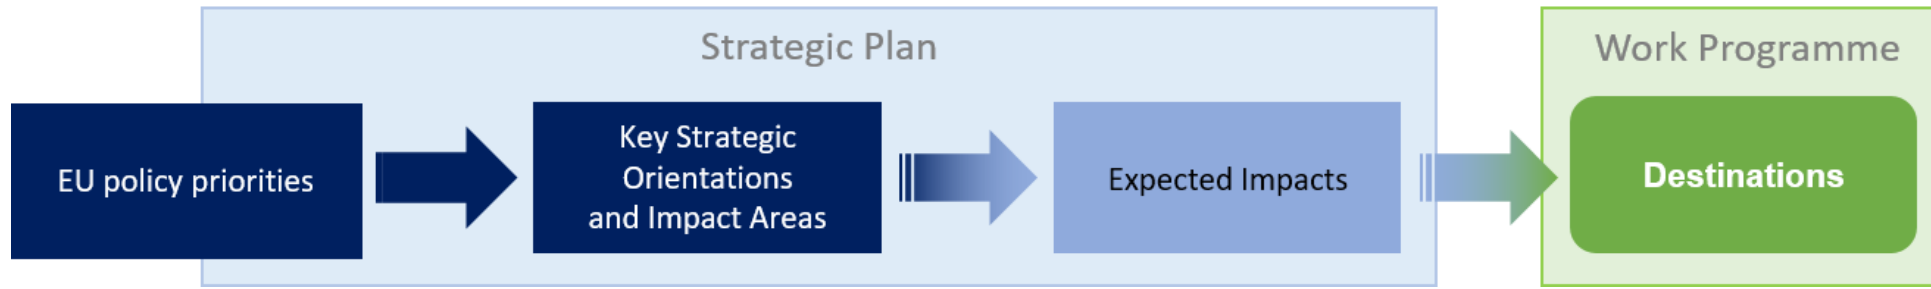 Strategic Plan
Work Programme
EU policy priorities
Key Strategic
Orientations
and Impact Areas
Expected Impacts
Destinations